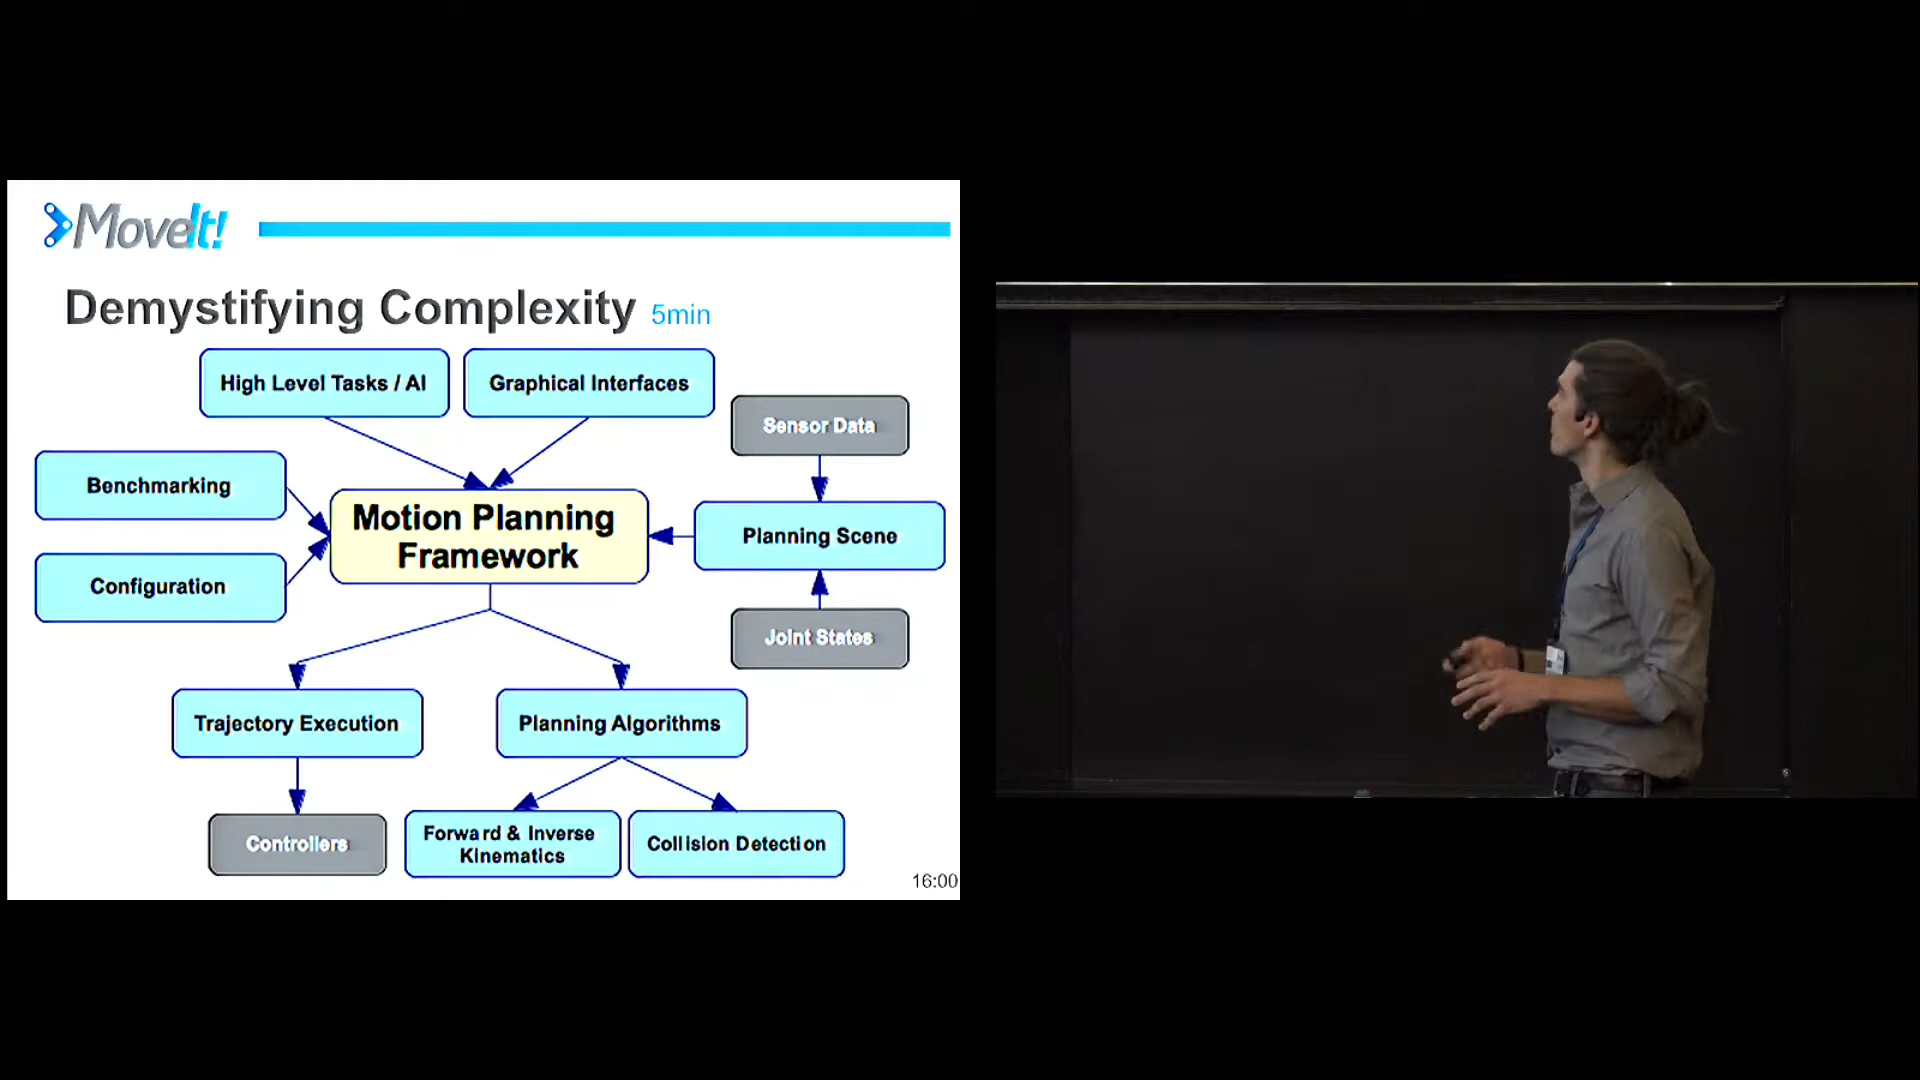 MoveIt!
Demystifying Complexity 5min
High Level Tasks / AI
Graphical Interfaces
Sensor Data
Benchmarking
Motion Planning
Framework
Planning Scene
Configuration
Joint States
Trajectory Execution
Planning Algorithms
Controllers
Forward & Inverse
Kinematics
Collision Detection
16:00